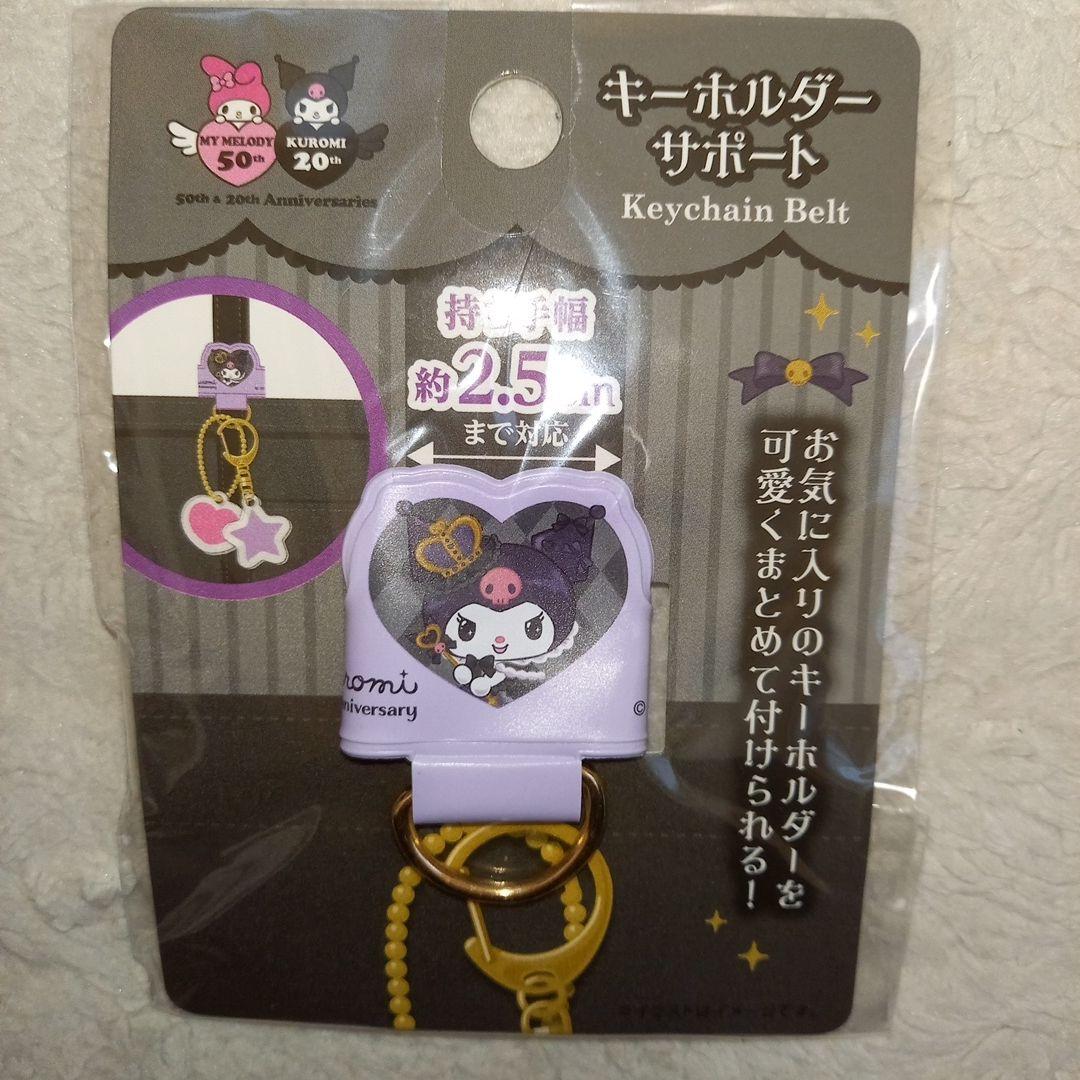 MY MELODY
50th
KUROMI
20th
50th & 20th Anniversaries
キーホルダー
サポート
Keychain Belt
持ち手幅
約2.5cm
まで対応
お気に入りのキーホルダーを
可愛くまとめて付けられる!
romi
niversary
©